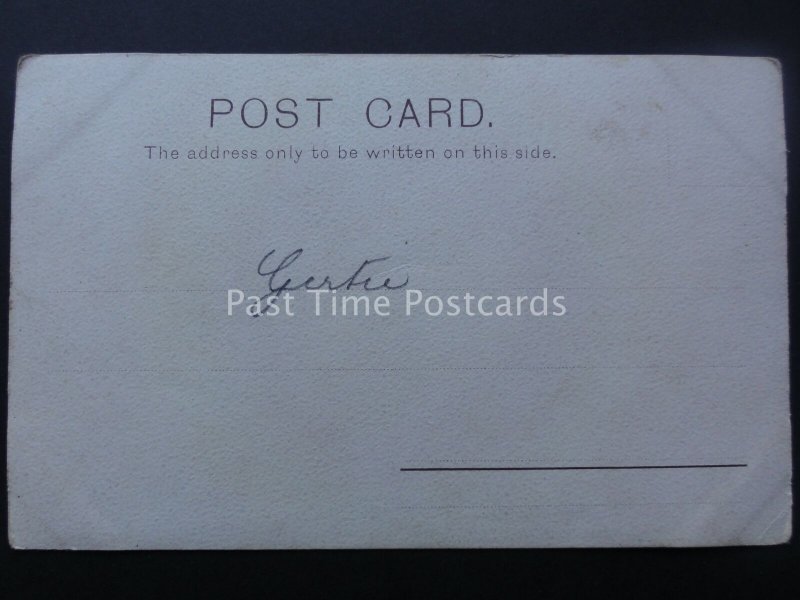 POST CARD.
The address only to be written on this side.
Gertie
Past Time Postcards